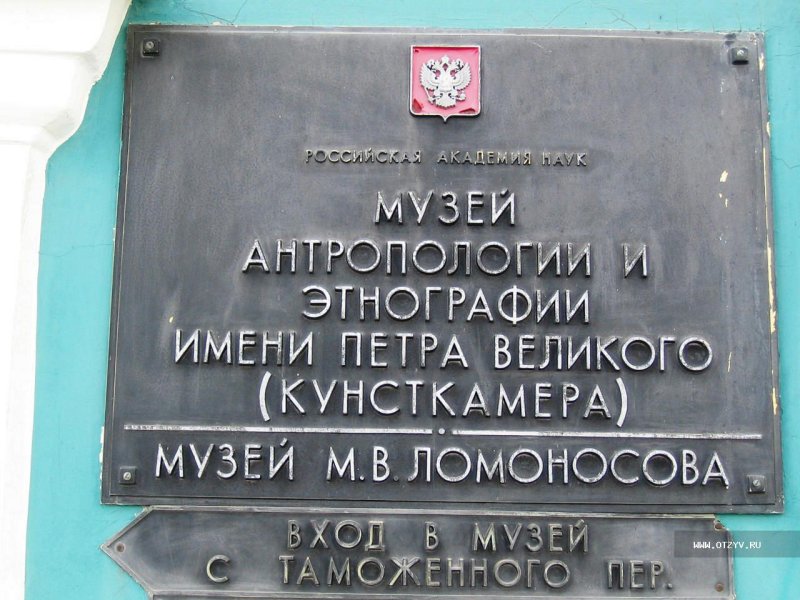 РОССИЙСКАЯ АКАДЕМИЯ НАУК
МУЗЕЙ
АНТРОПОЛОГИИ И
ЭТНОГРАФИИ
ИМЕНИ ПЕТРА ВЕЛИКОГО
(КУНСТКАМЕРА)
МУЗЕЙ М.В.ЛОМОНОСОВА
ВХОД В МУЗЕЙ
С ТАМОЖЕННОГО ПЕР.
WWW.OTZYV.RU